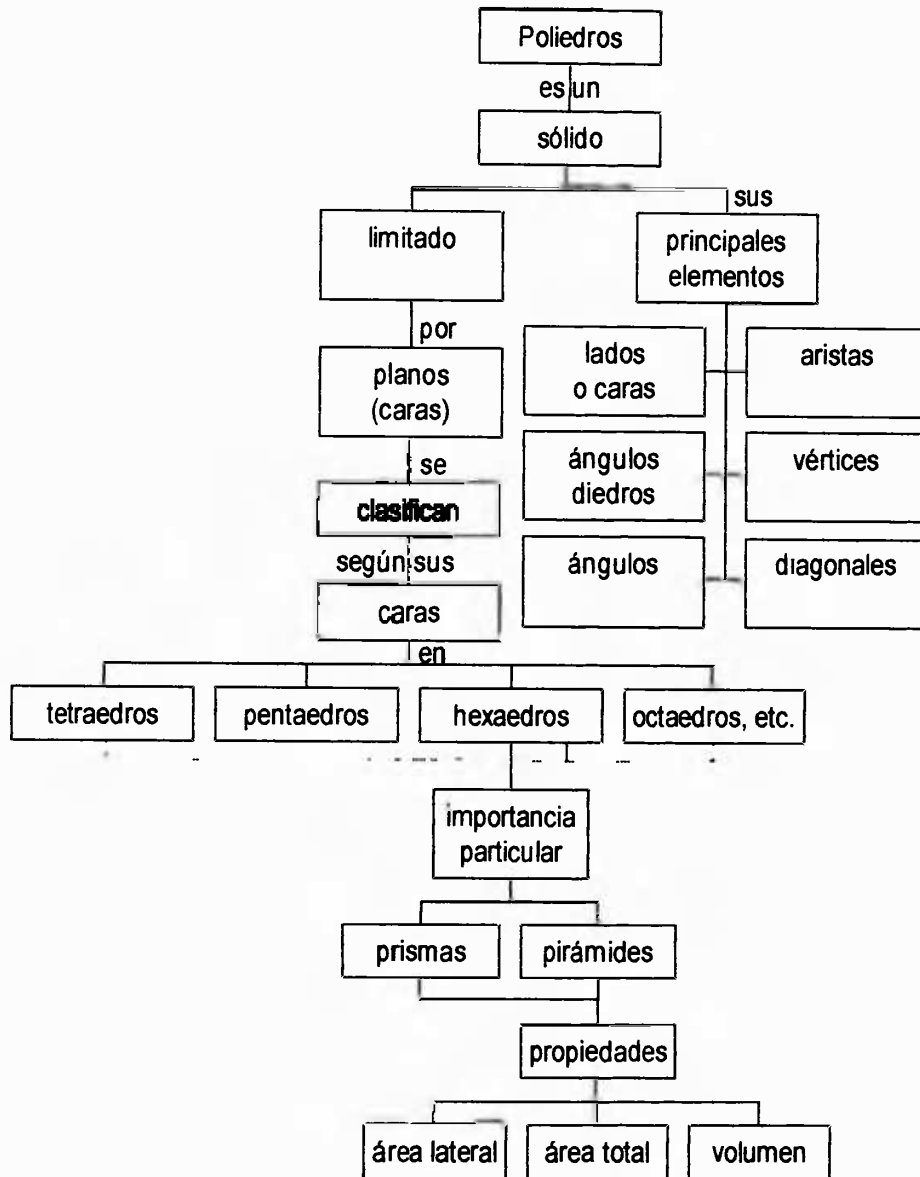 Poliedros
es un
sólido
sus
limitado
principales
elementos
por
planos
(caras)
lados
o caras
aristas
se
clasifican
ángulos
diedros
vértices
según sus
caras
ángulos
diagonales
en
tetraedros
pentaedros
hexaedros
octaedros, etc.
importancia
particular
prismas
pirámides
propiedades
área lateral
área total
volumen